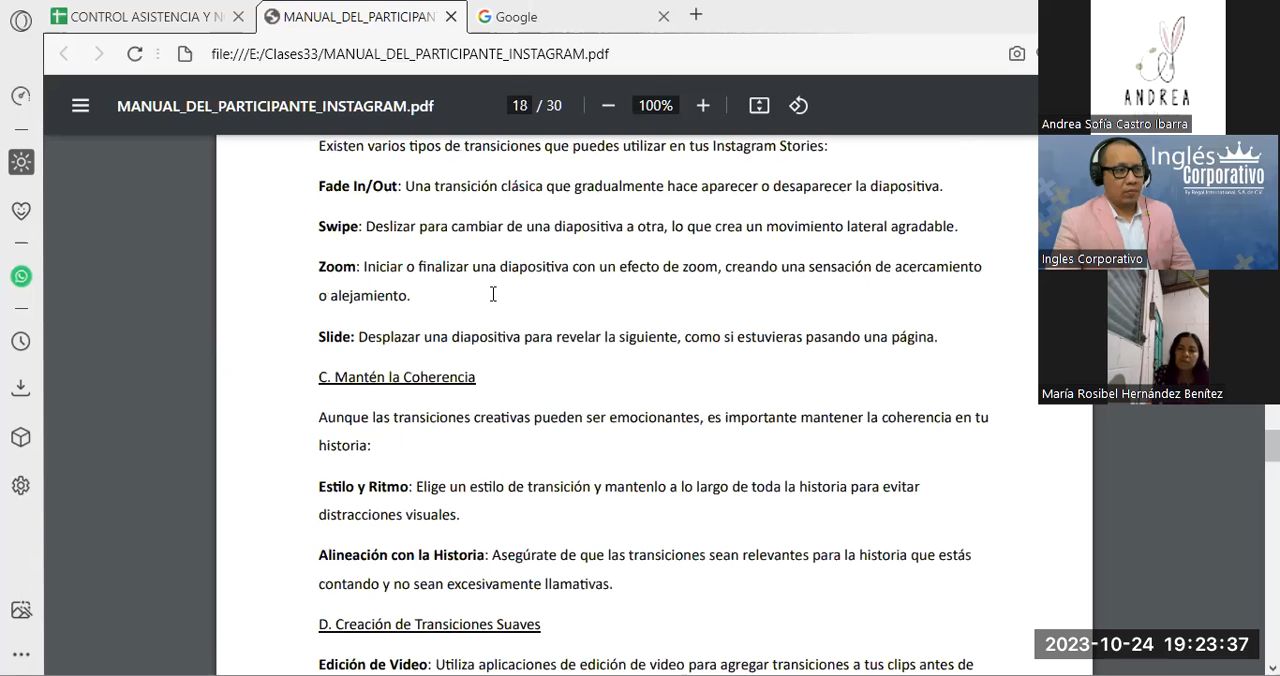 CONTROL ASISTENCIA Y N
MANUAL_DEL_PARTICIPAN
Google
file:///E:/Clases33/MANUAL_DEL_PARTICIPANTE_INSTAGRAM.pdf
MANUAL_DEL_PARTICIPANTE_INSTAGRAM.pdf
18 / 30
100%
Existen varios tipos de transiciones que puedes utilizar en tus Instagram Stories:
Fade In/Out: Una transición clásica que gradualmente hace aparecer o desaparecer la diapositiva.
Swipe: Deslizar para cambiar de una diapositiva a otra, lo que crea un movimiento lateral agradable.
Zoom: Iniciar o finalizar una diapositiva con un efecto de zoom, creando una sensación de acercamiento
o alejamiento.
Slide: Desplazar una diapositiva para revelar la siguiente, como si estuvieras pasando una página.
C. Mantén la Coherencia
Aunque las transiciones creativas pueden ser emocionantes, es importante mantener la coherencia en tu
historia:
Estilo y Ritmo: Elige un estilo de transición y mantenlo a lo largo de toda la historia para evitar
distracciones visuales.
Alineación con la Historia: Asegúrate de que las transiciones sean relevantes para la historia que estás
contando y no sean excesivamente llamativas.
D. Creación de Transiciones Suaves
Edición de Video: Utiliza aplicaciones de edición de video para agregar transiciones a tus clips antes de
ANDREA
Andrea Sofía Castro Ibarra
Inglés
Corporativo
By Regal International, S.A. de C.V.
Ingles Corporativo
María Rosibel Hernández Benítez
2023-10-24 19:23:37